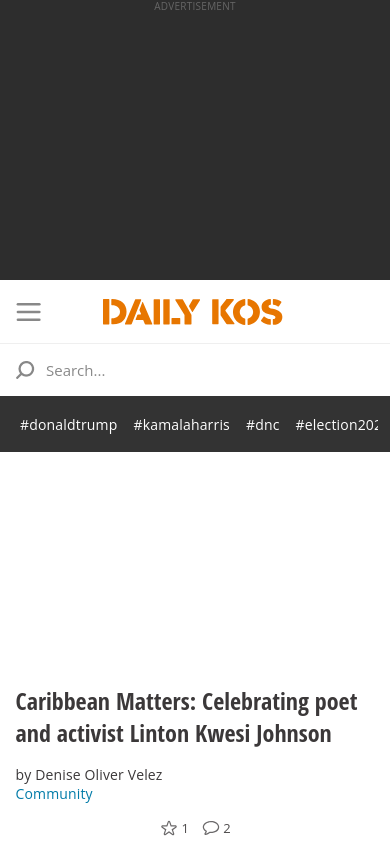 ADVERTISEMENT
DAILY KOS
Search...
#donaldtrump #kamalaharris #dnc #election202
Caribbean Matters: Celebrating poet
and activist Linton Kwesi Johnson
by Denise Oliver Velez
Community
1 2